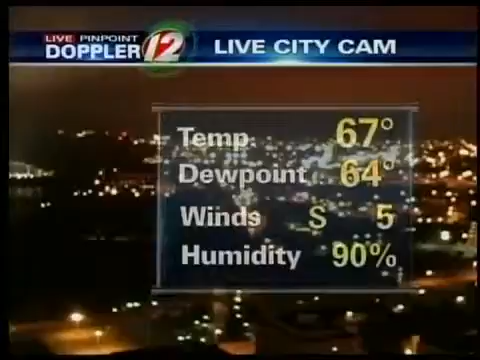 LIVE PINPOINT
DOPPLER 12
LIVE CITY CAM
Temp 67°
Dewpoint 64°
Winds S 5
Humidity 90%